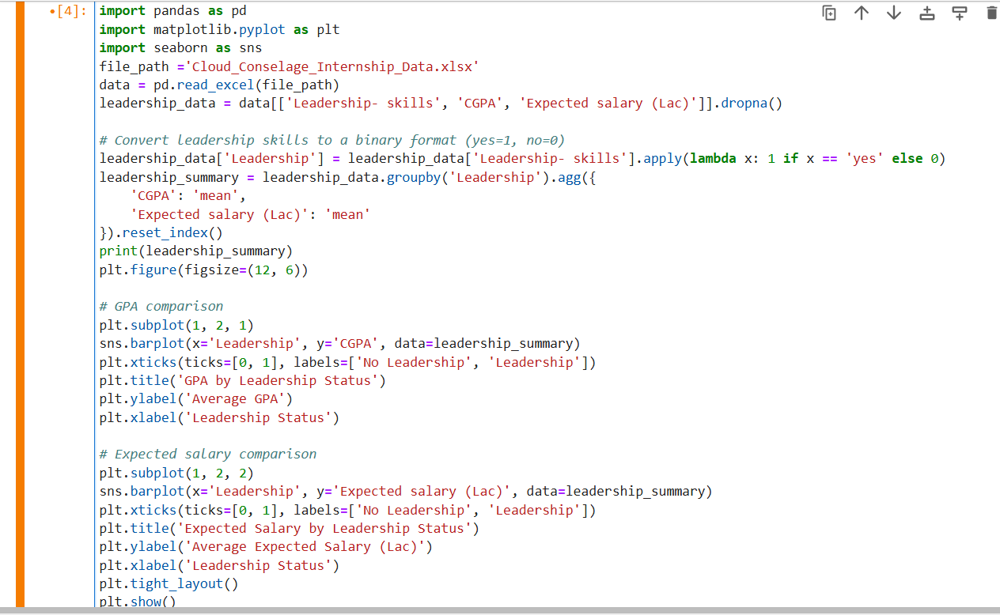 •[4]:
import pandas as pd
import matplotlib.pyplot as plt
import seaborn as sns
file_path ='Cloud_Conselage_Internship_Data.xlsx'
data = pd.read_excel(file_path)
leadership_data = data[['Leadership- skills', 'CGPA', 'Expected salary (Lac)']].dropna()

# Convert leadership skills to a binary format (yes=1, no=0)
leadership_data['Leadership'] = leadership_data['Leadership- skills'].apply(lambda x: 1 if x == 'yes' else 0)
leadership_summary = leadership_data.groupby('Leadership').agg({
    'CGPA': 'mean',
    'Expected salary (Lac)': 'mean'
}).reset_index()
print(leadership_summary)
plt.figure(figsize=(12, 6))

# GPA comparison
plt.subplot(1, 2, 1)
sns.barplot(x='Leadership', y='CGPA', data=leadership_summary)
plt.xticks(ticks=[0, 1], labels=['No Leadership', 'Leadership'])
plt.title('GPA by Leadership Status')
plt.ylabel('Average GPA')
plt.xlabel('Leadership Status')

# Expected salary comparison
plt.subplot(1, 2, 2)
sns.barplot(x='Leadership', y='Expected salary (Lac)', data=leadership_summary)
plt.xticks(ticks=[0, 1], labels=['No Leadership', 'Leadership'])
plt.title('Expected Salary by Leadership Status')
plt.ylabel('Average Expected Salary (Lac)')
plt.xlabel('Leadership Status')
plt.tight_layout()
plt.show()